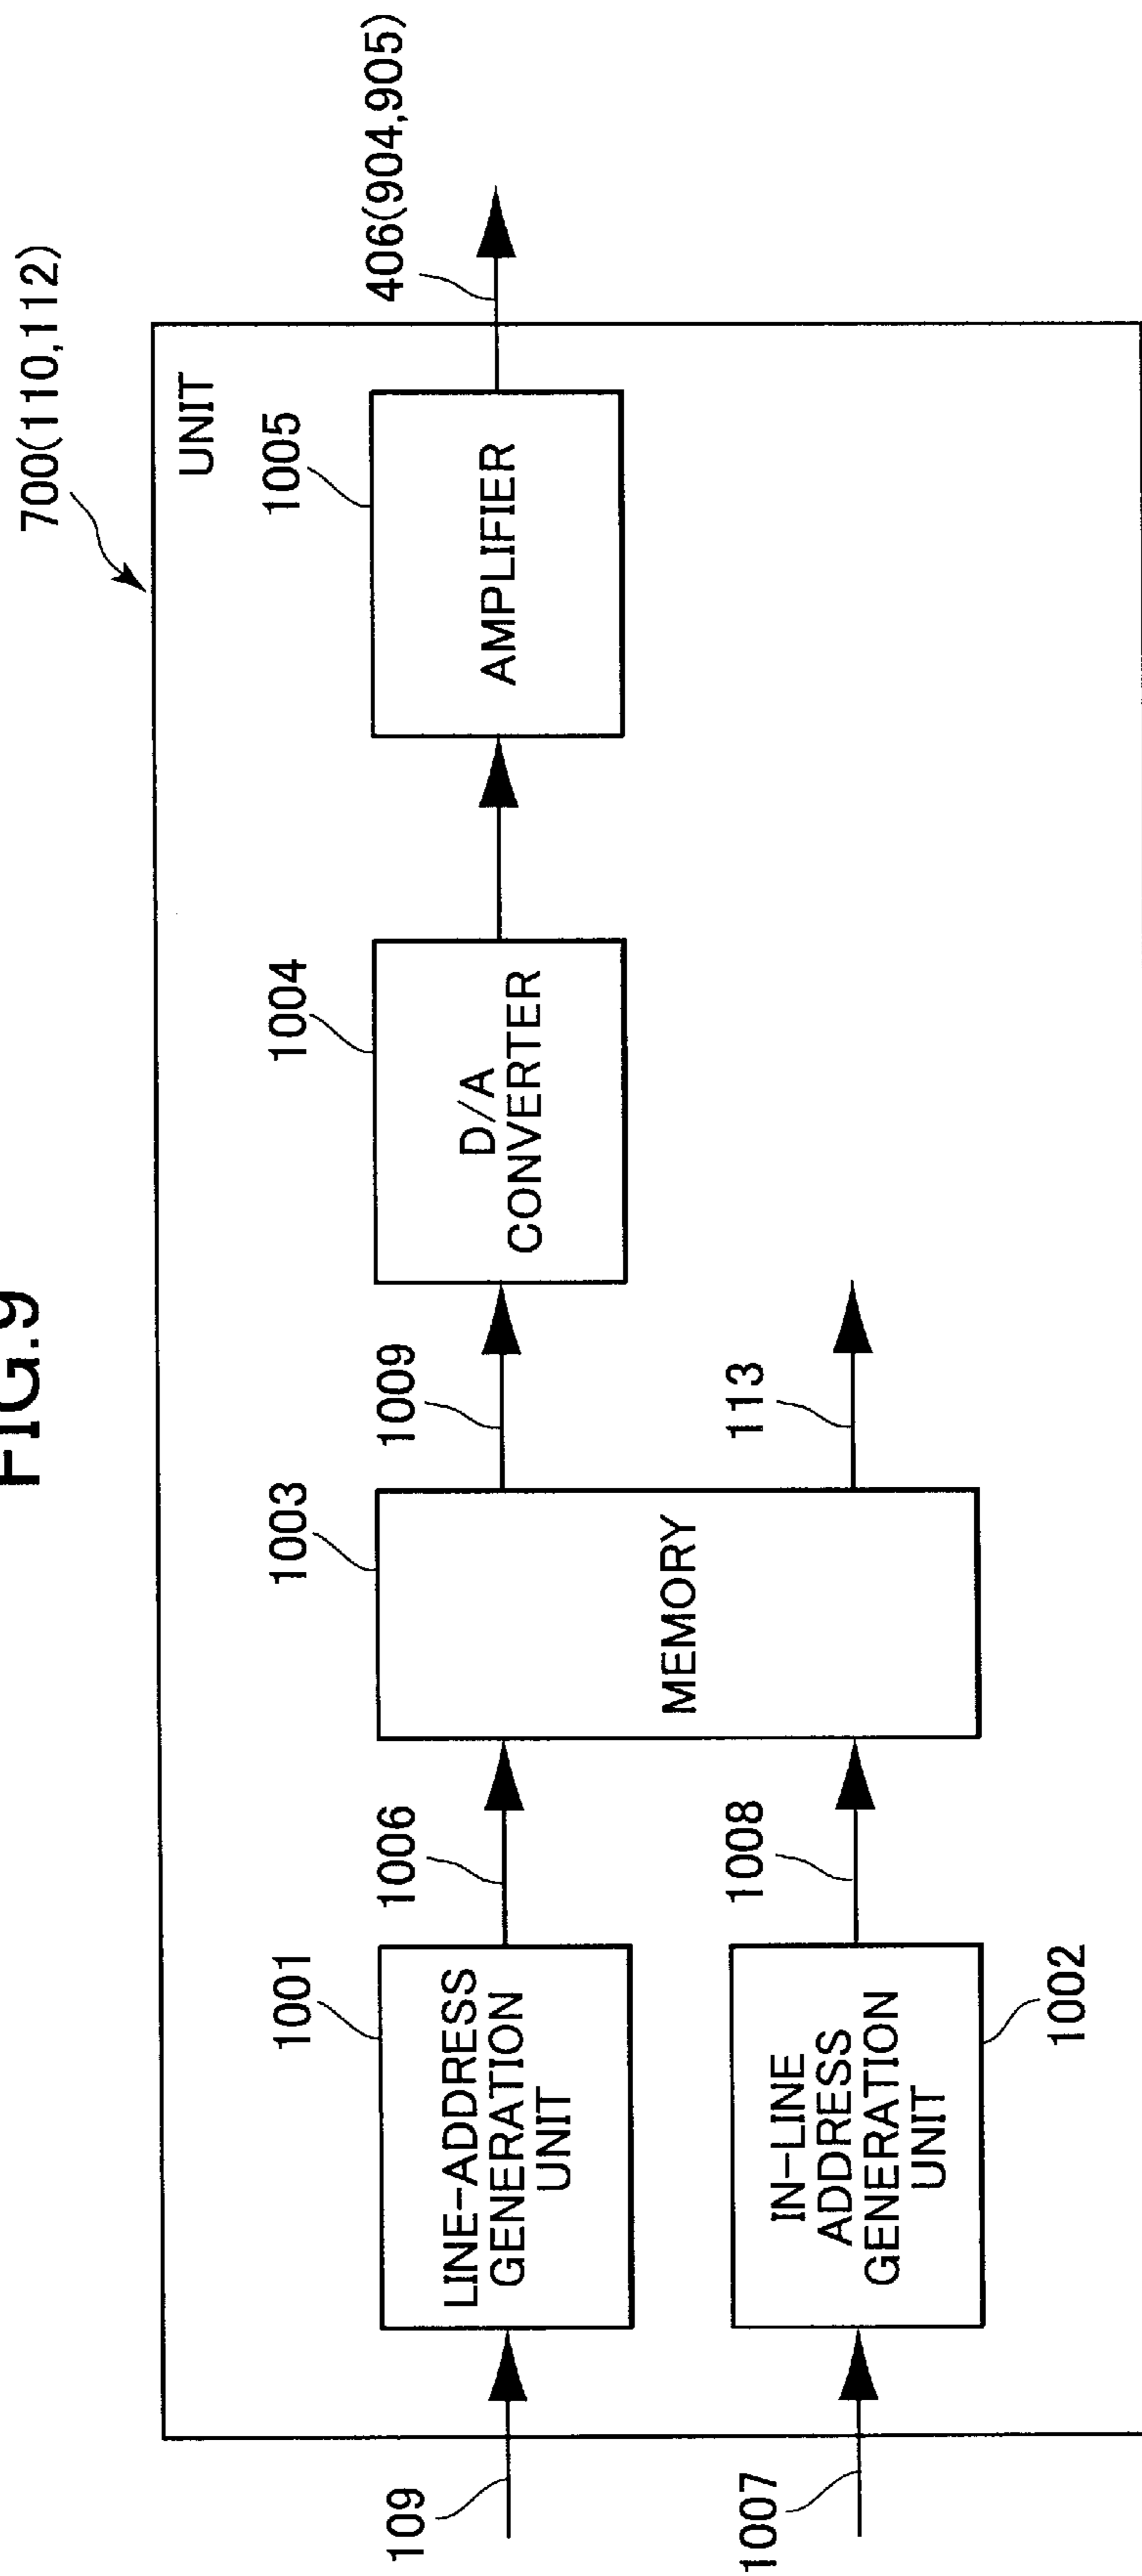 FIG.9
700(110,112)
UNIT
109
1001
LINE-ADDRESS
GENERATION
UNIT
1006
1003
MEMORY
1009
1004
D/A
CONVERTER
1005
AMPLIFIER
406(904,905)
1007
IN-LINE
ADDRESS
GENERATION
UNIT
1002
1008
113